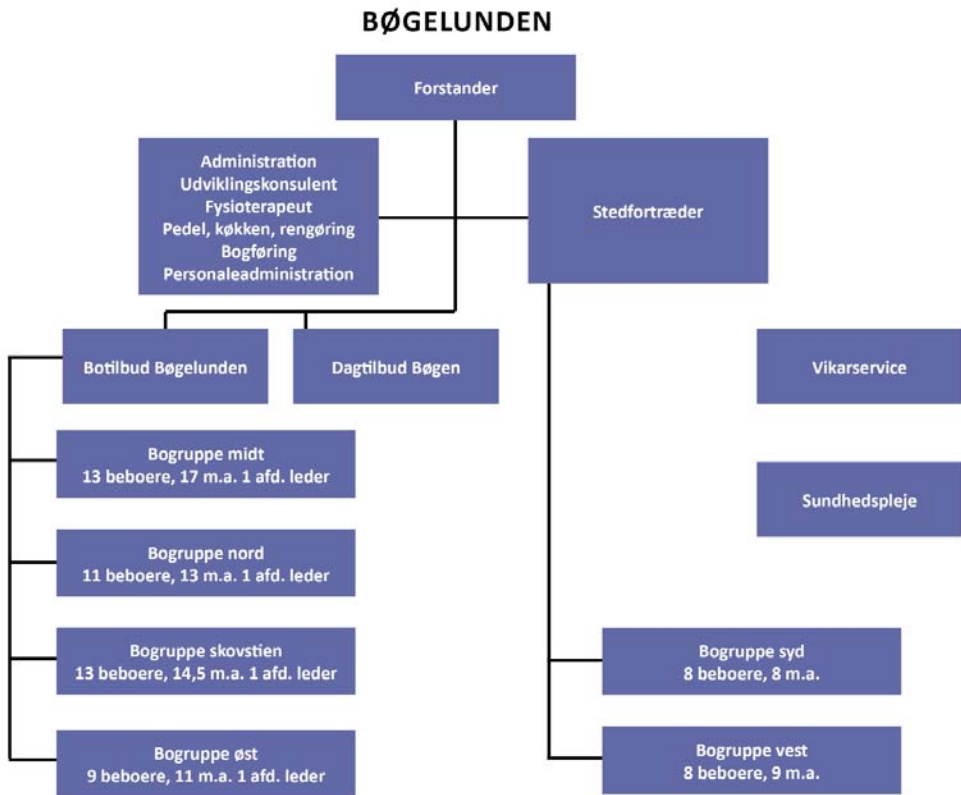 BØGELUNDEN
Forstander
Administration
Udviklingskonsulent
Fysioterapeut
Pedel, køkken, rengøring
Bogføring
Personaleadministration
Stedfortræder
Botilbud Bøgelunden
Dagtilbud Bøgen
Vikarservice
Bogruppe midt
13 beboere, 17 m.a. 1 afd. leder
Sundhedspleje
Bogruppe nord
11 beboere, 13 m.a. 1 afd. leder
Bogruppe skovstien
13 beboere, 14,5 m.a. 1 afd. leder
Bogruppe syd
8 beboere, 8 m.a.
Bogruppe øst
9 beboere, 11 m.a. 1 afd. leder
Bogruppe vest
8 beboere, 9 m.a.